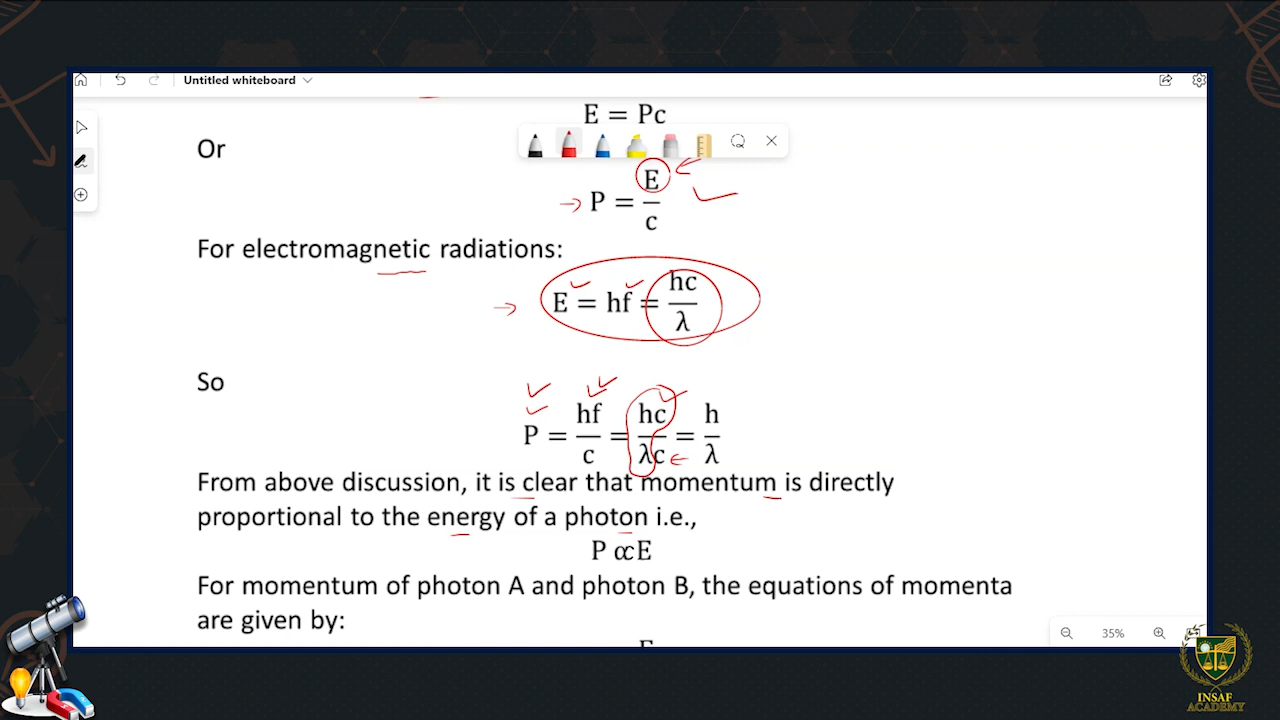 Untitled whiteboard
E = Pc
Or
P = E/c
For electromagnetic radiations:
E = hf = hc/λ
So
P = hf/c = hc/λc = h/λ
From above discussion, it is clear that momentum is directly
proportional to the energy of a photon i.e.,
P ∝E
For momentum of photon A and photon B, the equations of momenta
are given by:
35%
INSAF
ACADEMY